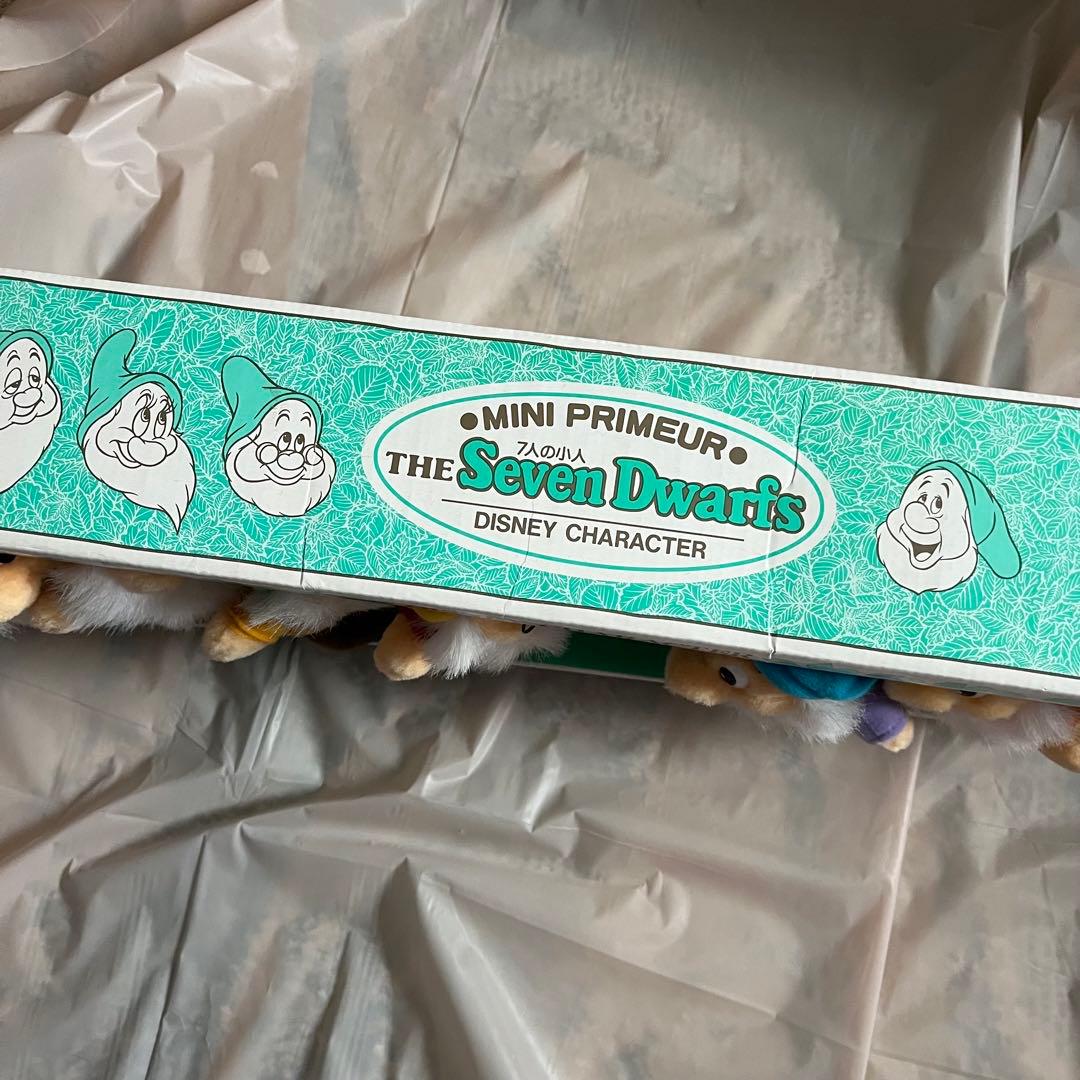 ●MINI PRIMEUR●
7人の小人
THE Seven Dwarfs
DISNEY CHARACTER